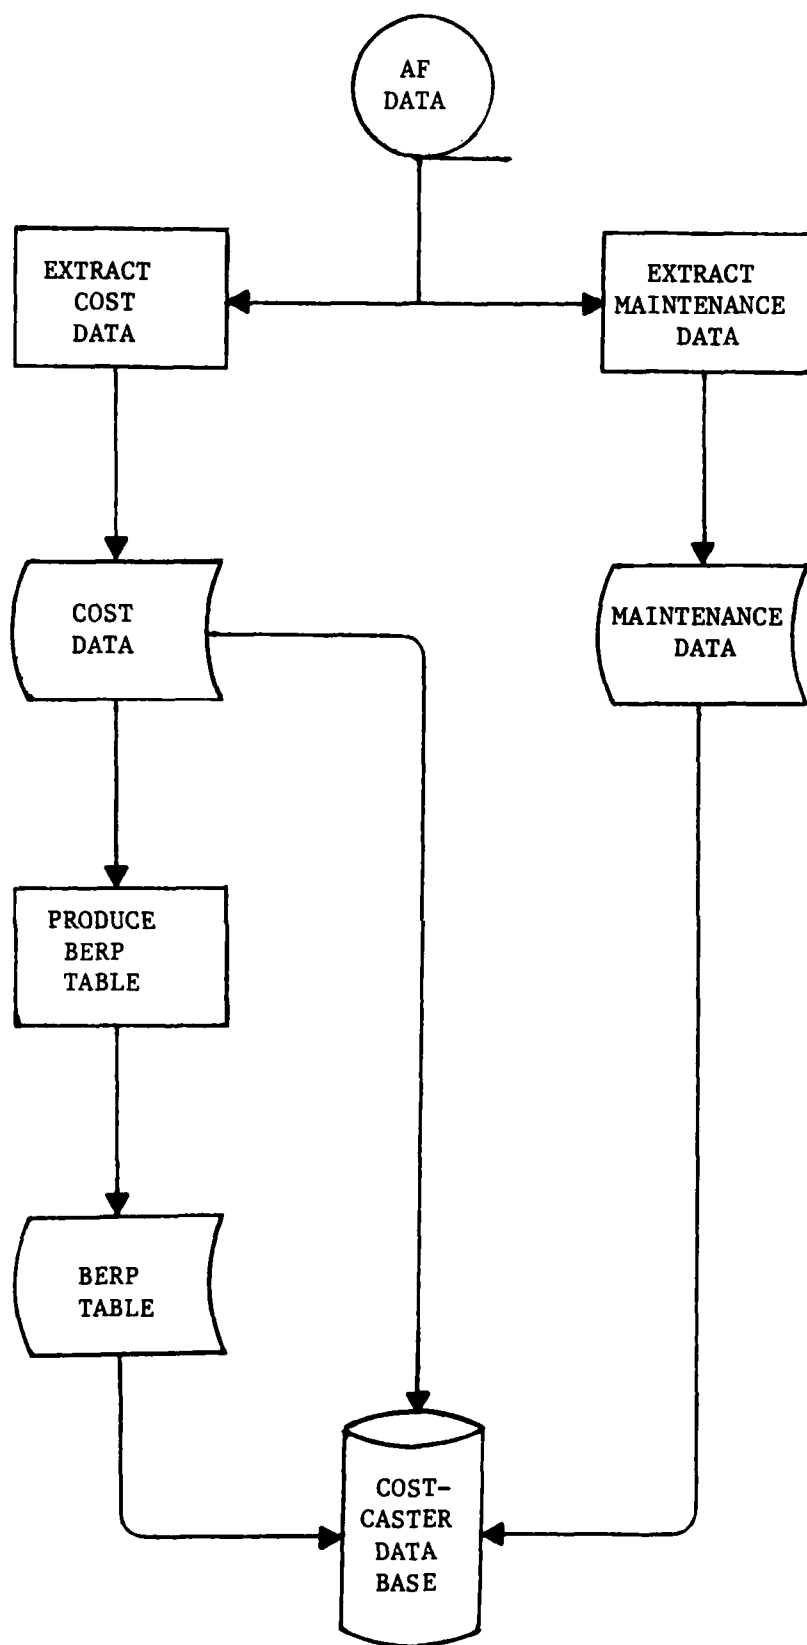 AF
DATA
EXTRACT
COST
DATA
EXTRACT
MAINTENANCE
DATA
COST
DATA
MAINTENANCE
DATA
PRODUCE
BERP
TABLE
BERP
TABLE
COST-
CASTER
DATA
BASE